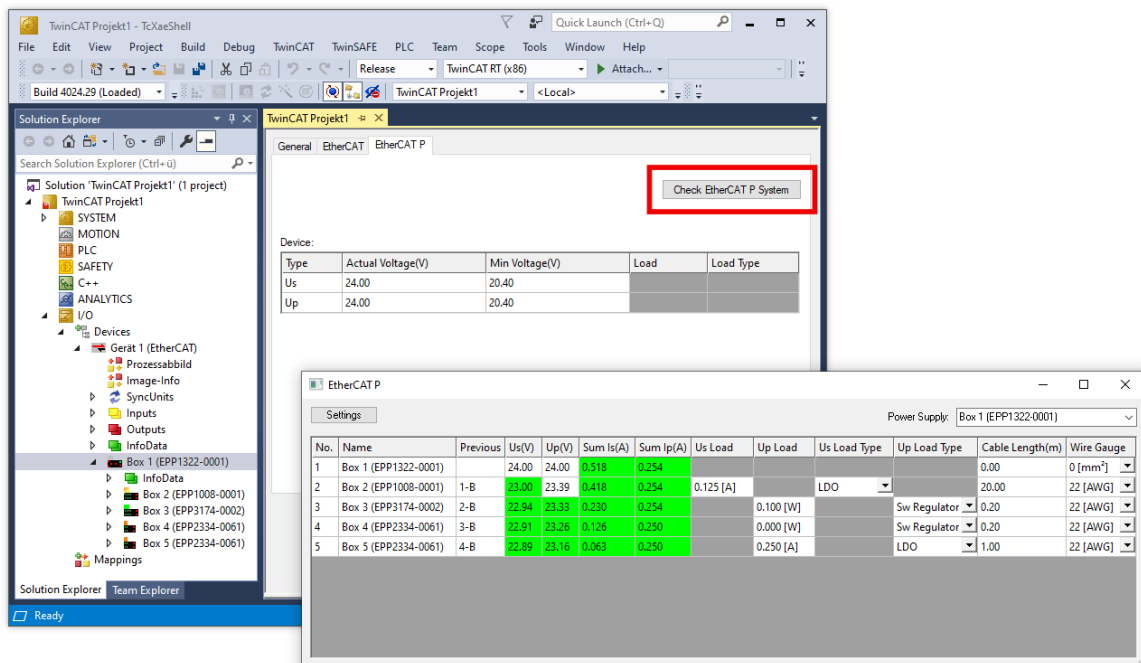 TwinCAT Projekt1 - TcXaeShell
Quick Launch (Ctrl+Q)
File Edit View Project Build Debug TwinCAT TwinSAFE PLC Team Scope Tools Window Help
Release TwinCAT RT (x86) Attach...
Build 4024.29 (Loaded) TwinCAT Projekt1 <Local>
Solution Explorer
Search Solution Explorer (Ctrl+ü)
Solution 'TwinCAT Projekt1' (1 project)
TwinCAT Projekt1
SYSTEM
MOTION
PLC
SAFETY
C++
ANALYTICS
I/O
Devices
Gerät 1 (EtherCAT)
Prozessabbild
Image-Info
SyncUnits
Inputs
Outputs
InfoData
Box 1 (EPP1322-0001)
InfoData
Box 2 (EPP1008-0001)
Box 3 (EPP3174-0002)
Box 4 (EPP2334-0061)
Box 5 (EPP2334-0061)
Mappings
Solution Explorer Team Explorer
Ready
TwinCAT Projekt1
General EtherCAT EtherCAT P
Check EtherCAT P System
Device:
Type Actual Voltage(V) Min Voltage(V) Load Load Type
Us 24.00 20.40
Up 24.00 20.40
EtherCAT P
Settings
Power Supply: Box 1 (EPP1322-0001)
No. Name Previous Us(V) Up(V) Sum Is(A) Sum Ip(A) Us Load Up Load Us Load Type Up Load Type Cable Length(m) Wire Gauge
1 Box 1 (EPP1322-0001) 24.00 24.00 0.518 0.254 0.00 0 [mm²]
2 Box 2 (EPP1008-0001) 1-B 23.00 23.39 0.418 0.254 0.125 [A] LDO 20.00 22 [AWG]
3 Box 3 (EPP3174-0002) 2-B 22.94 23.33 0.230 0.254 0.100 [W] Sw Regulator 0.20 22 [AWG]
4 Box 4 (EPP2334-0061) 3-B 22.91 23.26 0.126 0.250 0.000 [W] Sw Regulator 0.20 22 [AWG]
5 Box 5 (EPP2334-0061) 4-B 22.89 23.16 0.063 0.250 0.250 [A] LDO 1.00 22 [AWG]